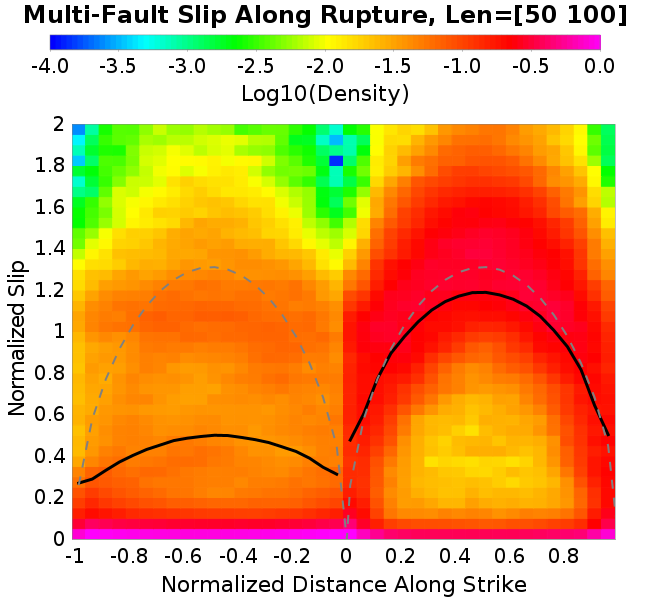 Multi-Fault Slip Along Rupture, Len=[50 100]
-4.0 -3.5 -3.0 -2.5 -2.0 -1.5 -1.0 -0.5 0.0
Log10(Density)
2
1.8
1.6
1.4
1.2
1
0.8
0.6
0.4
0.2
0
Normalized Slip
-1 -0.8 -0.6 -0.4 -0.2 0 0.2 0.4 0.6 0.8
Normalized Distance Along Strike